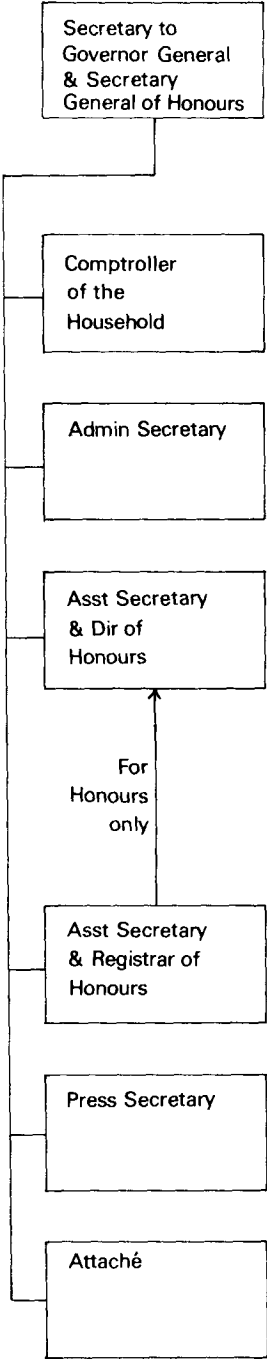 Secretary to
Governor General
& Secretary
General of Honours
Comptroller
of the
Household
Admin Secretary
Asst Secretary
& Dir of
Honours
For
Honours
only
Asst Secretary
& Registrar of
Honours
Press Secretary
Attaché